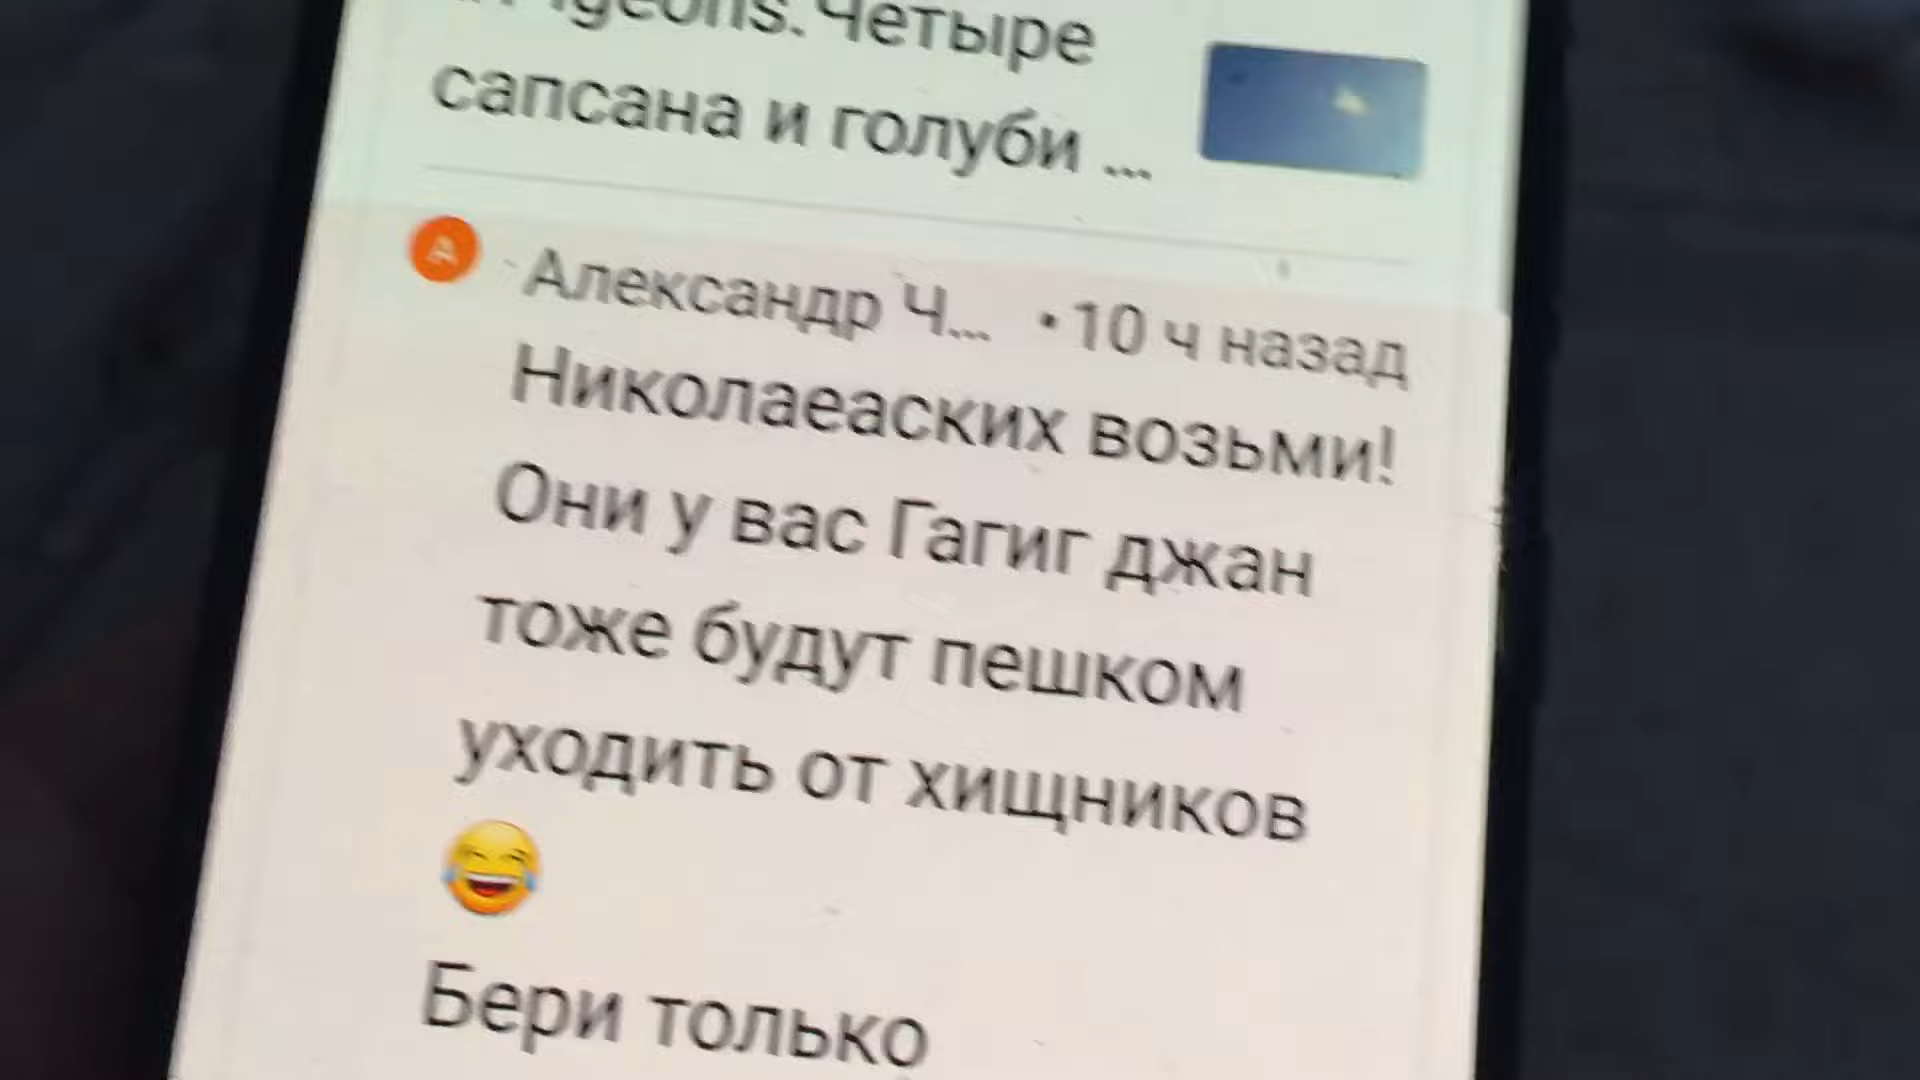 Pigeons. Четыре
сапсана и голуби ...
А
Александр Ч... • 10 ч назад
Николаеаских возьми!
Они у вас Гагиг джан
тоже будут пешком
уходить от хищников
😂
Бери только